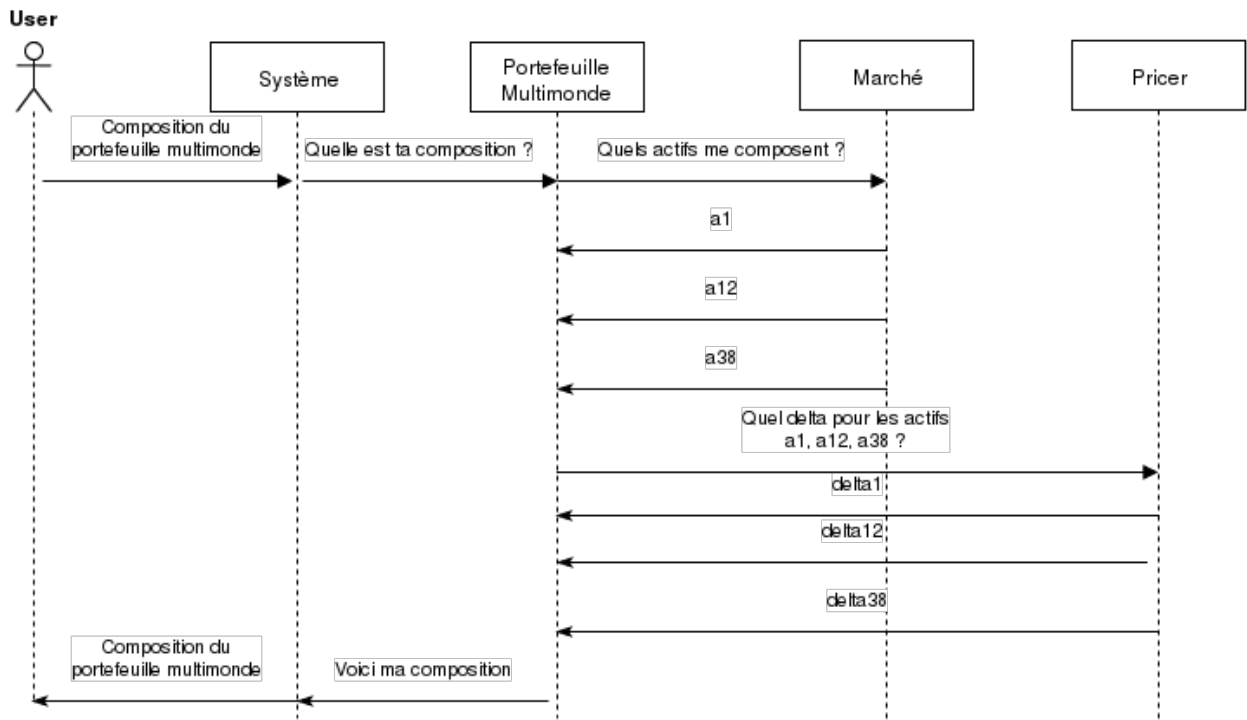 User
Système
Portefeuille
Multimonde
Marché
Pricer
Composition du
portefeuille multimonde
Quelle est ta composition ?
Quels actifs me composent ?
a1
a12
a38
Quel delta pour les actifs
a1, a12, a38 ?
delta1
delta12
delta38
Composition du
portefeuille multimonde
Voici ma composition